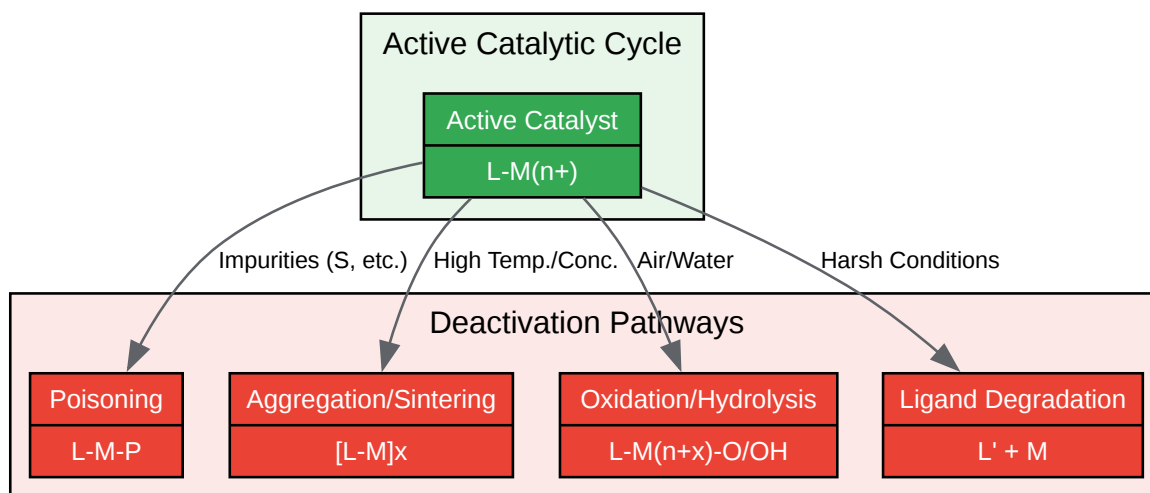 Active Catalytic Cycle
Active Catalyst
L-M(n+)
Impurities (S, etc.)
High Temp./Conc.
Air/Water
Harsh Conditions
Deactivation Pathways
Poisoning
L-M-P
Aggregation/Sintering
[L-M]x
Oxidation/Hydrolysis
L-M(n+x)-O/OH
Ligand Degradation
L' + M